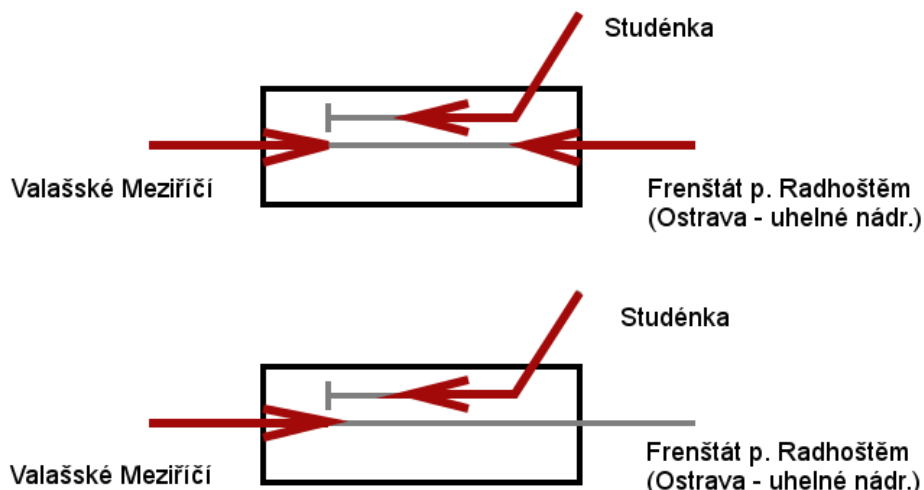 Studénka
Valašské Meziříčí
Frenštát p. Radhoštěm
(Ostrava - uhelné nádr.)
Studénka
Valašské Meziříčí
Frenštát p. Radhoštěm
(Ostrava - uhelné nádr.)